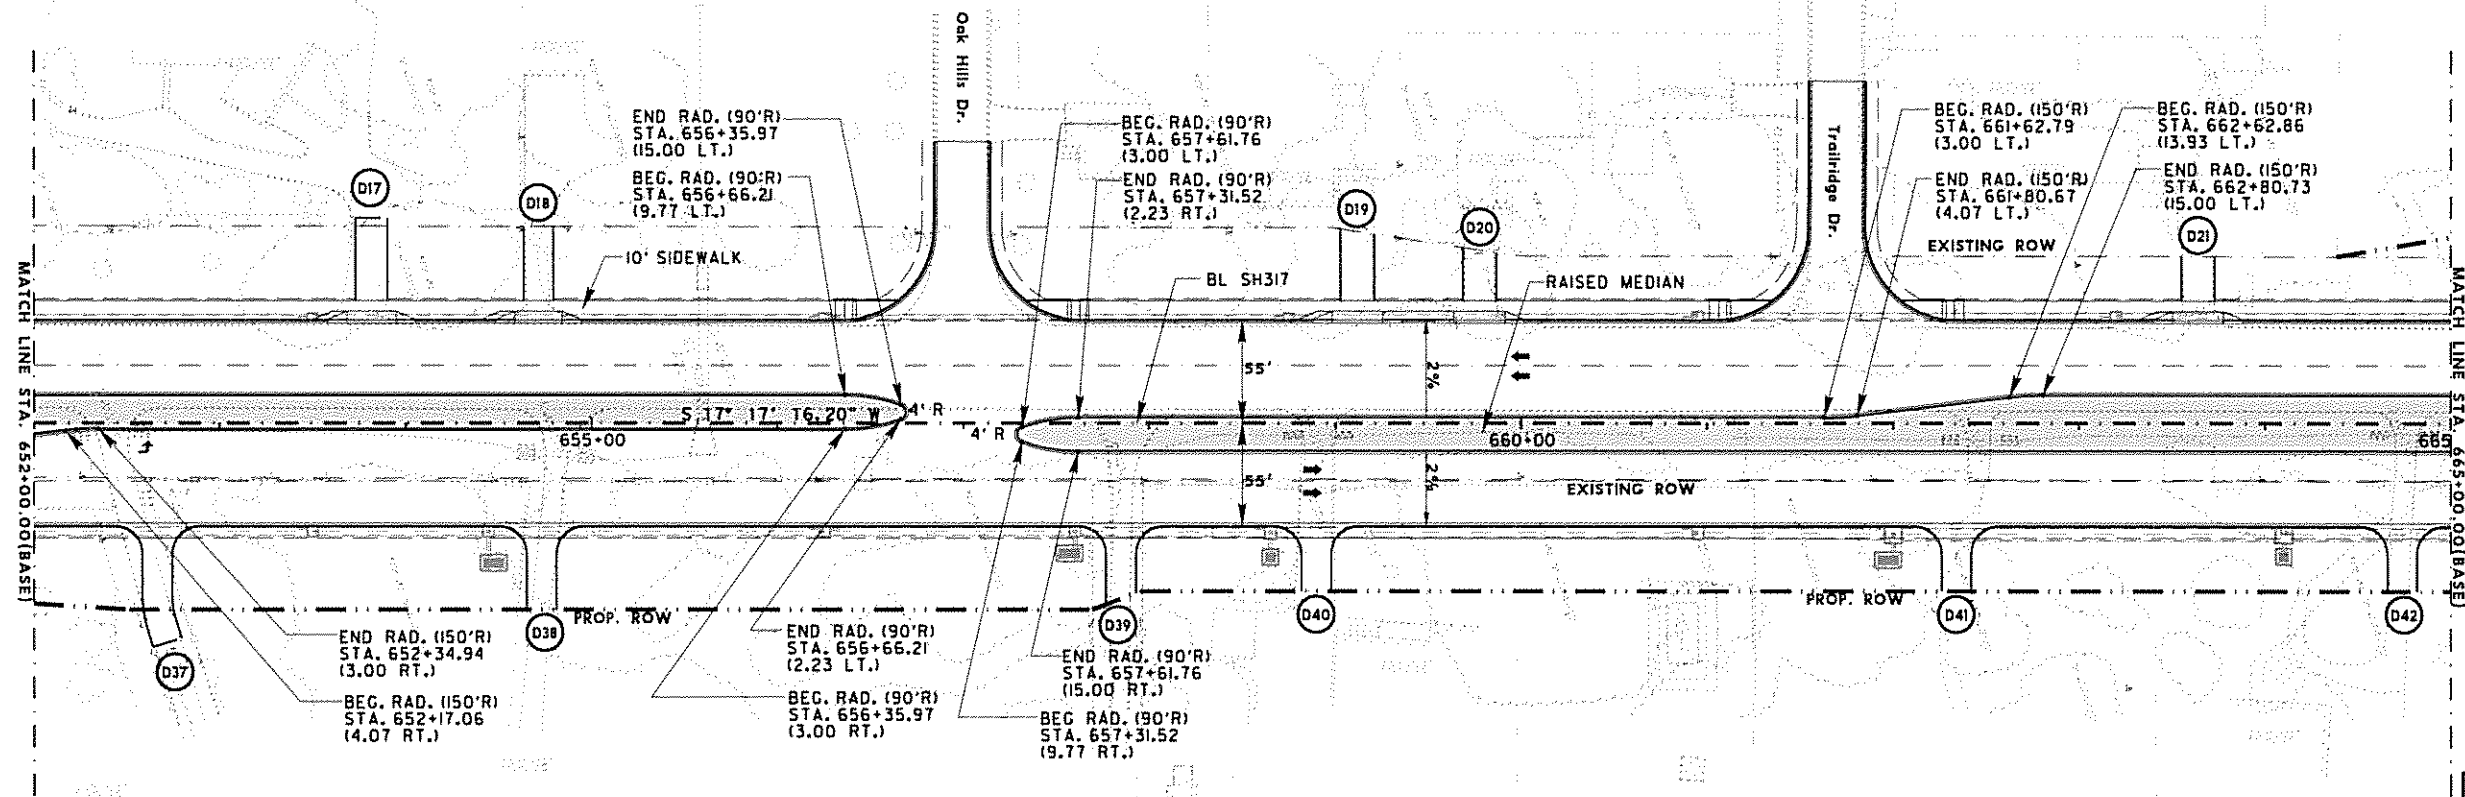 Oak Hills Dr.
END RAD. (90'R)
STA. 656+35.97
(15.00 LT.)
BEG. RAD. (90'R)
STA. 656+66.21
(9.77 LT.)
BEG. RAD. (90'R)
STA. 657+61.76
(3.00 LT.)
END RAD. (90'R)
STA. 657+31.52
(2.23 RT.)
Trailridge Dr.
BEG. RAD. (150'R)
STA. 661+62.79
(3.00 LT.)
END RAD. (150'R)
STA. 661+80.67
(4.07 LT.)
BEG. RAD. (150'R)
STA. 662+62.86
(13.93 LT.)
END RAD. (150'R)
STA. 662+80.73
(15.00 LT.)
D17
D18
D19
D20
D21
EXISTING ROW
10' SIDEWALK
BL SH317
RAISED MEDIAN
MATCH LINE STA. 652+00.00(BASE)
MATCH LINE STA. 665+00.00(BASE)
55'
2%
S 17° 17' T6.20" W
4' R
4' R
655+00
660+00
665
55'
2%
EXISTING ROW
PROP. ROW
PROP. ROW
D37
D38
D39
D40
D41
D42
END RAD. (150'R)
STA. 652+34.94
(3.00 RT.)
BEG. RAD. (150'R)
STA. 652+17.06
(4.07 RT.)
END RAD. (90'R)
STA. 656+66.21
(2.23 LT.)
BEG. RAD. (90'R)
STA. 656+35.97
(3.00 RT.)
END RAD. (90'R)
STA. 657+61.76
(15.00 RT.)
BEG RAD. (90'R)
STA. 657+31.52
(9.77 RT.)